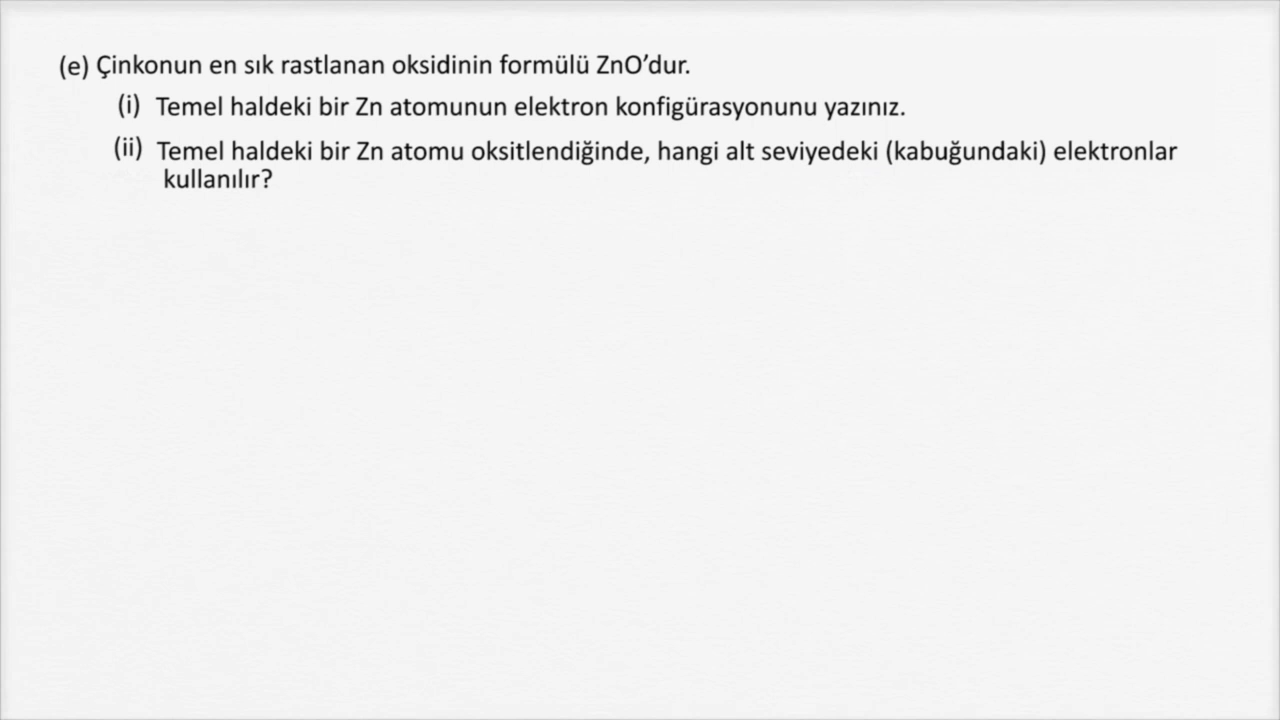 (e) Çinkonun en sık rastlanan oksidinin formülü ZnO’dur.
(i) Temel haldeki bir Zn atomunun elektron konfigürasyonunu yazınız.
(ii) Temel haldeki bir Zn atomu oksitlendiğinde, hangi alt seviyedeki (kabuğundaki) elektronlar
kullanılır?